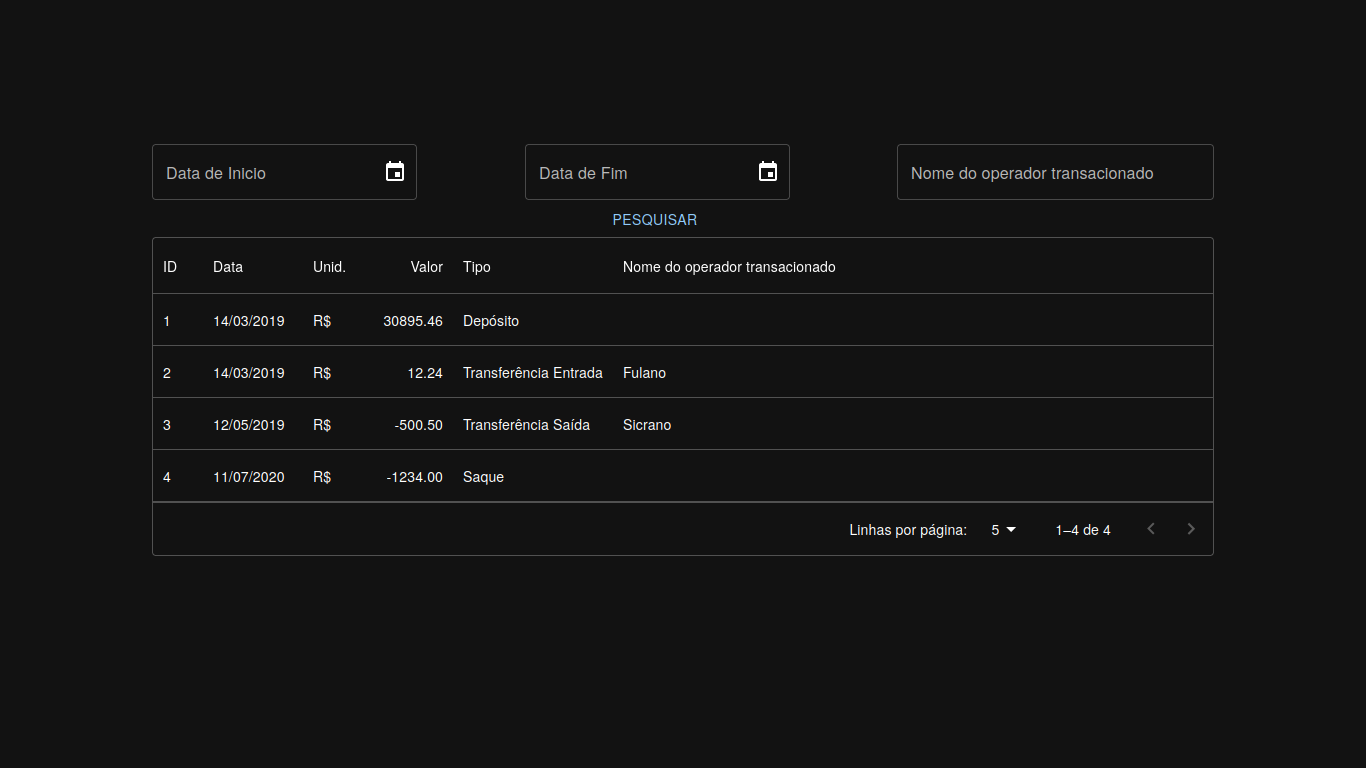 Data de Inicio Data de Fim Nome do operador transacionado
PESQUISAR
ID Data Unid. Valor Tipo Nome do operador transacionado
1 14/03/2019 R$ 30895.46 Depósito
2 14/03/2019 R$ 12.24 Transferência Entrada Fulano
3 12/05/2019 R$ -500.50 Transferência Saída Sicrano
4 11/07/2020 R$ -1234.00 Saque
Linhas por página: 5 1–4 de 4